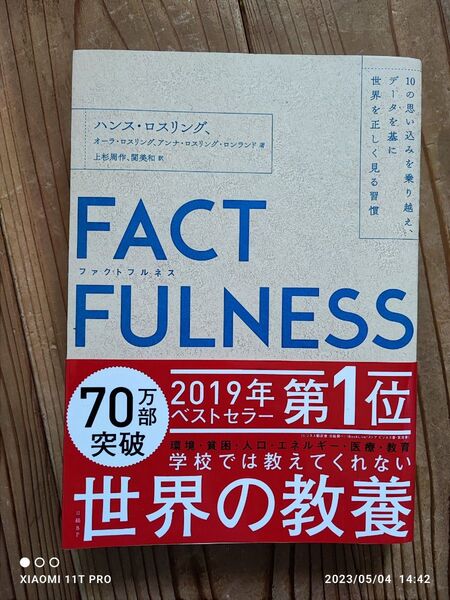 10の思い込みを乗り越え、
データを基に
世界を正しく見る習慣
ハンス・ロスリング、
オーラ・ロスリング、アンナ・ロスリング・ロンランド 著
上杉周作、関美和 訳
FACT
ファクトフルネス
FULNESS
70万部
突破
2019年
ベストセラー
第1位
環境・貧困・人口・エネルギー・医療・教育
学校では教えてくれない
世界の教養
日経BP
XIAOMI 11T PRO
2023/05/04 14:42